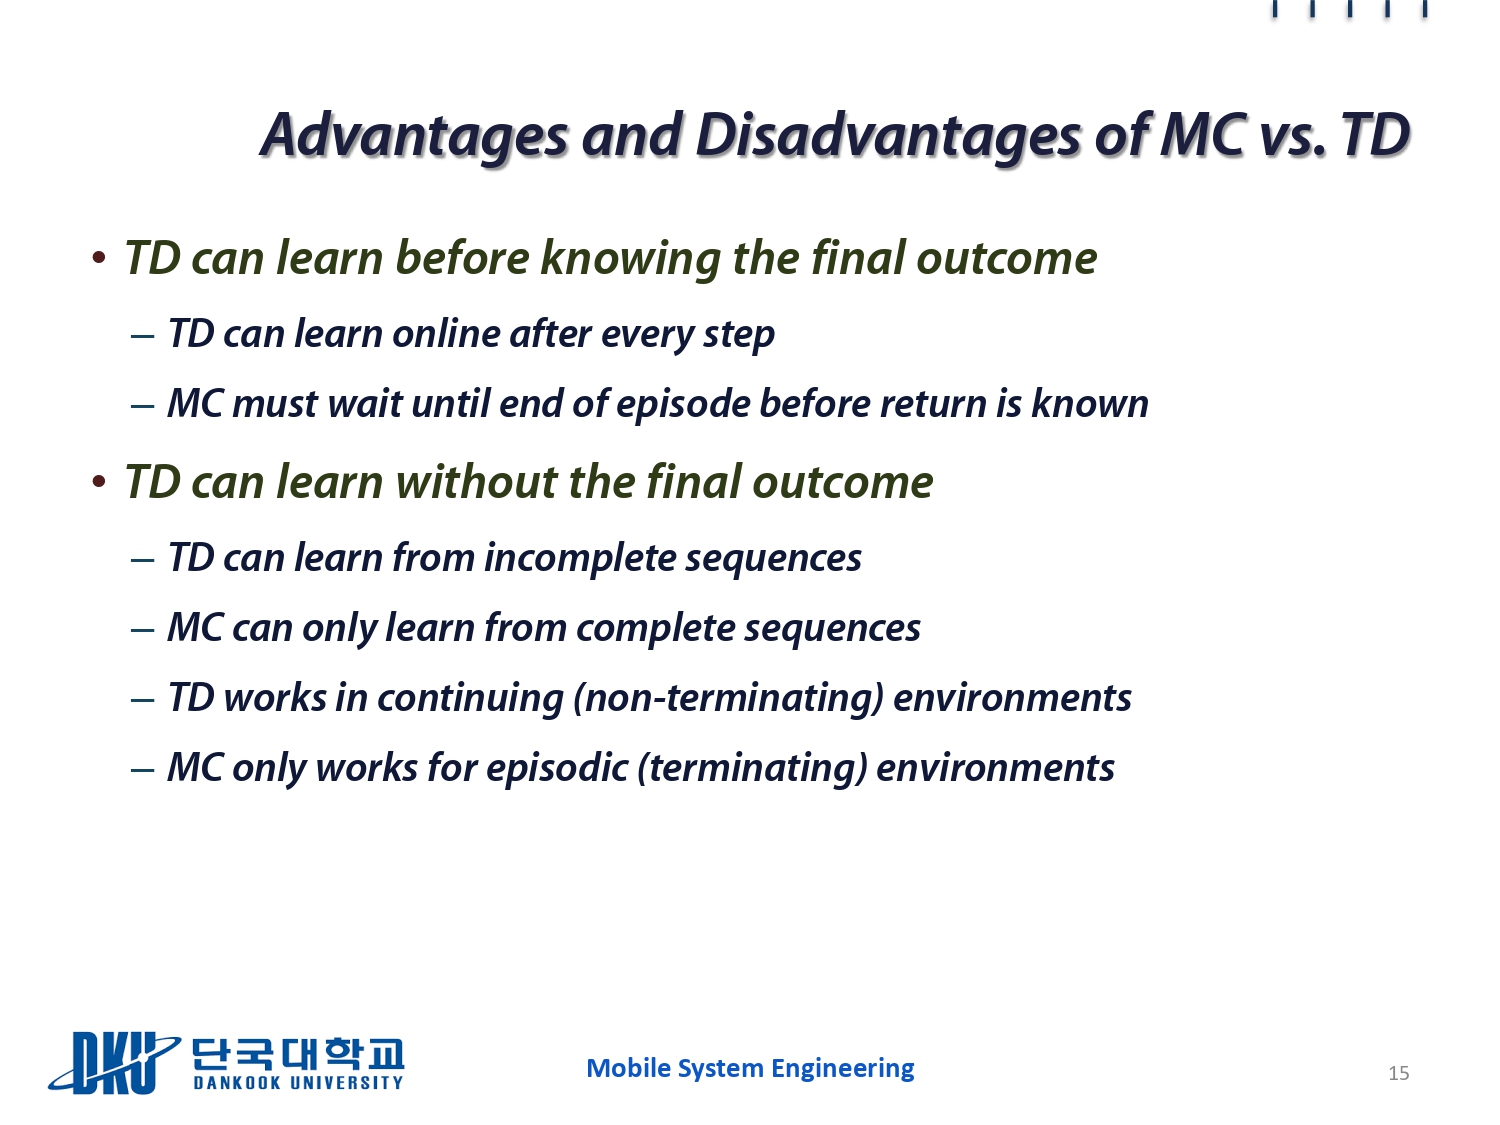 Advantages and Disadvantages of MC vs. TD
• TD can learn before knowing the final outcome
– TD can learn online after every step
– MC must wait until end of episode before return is known
• TD can learn without the final outcome
– TD can learn from incomplete sequences
– MC can only learn from complete sequences
– TD works in continuing (non-terminating) environments
– MC only works for episodic (terminating) environments
DKU 단국대학교
DANKOOK UNIVERSITY
Mobile System Engineering
15